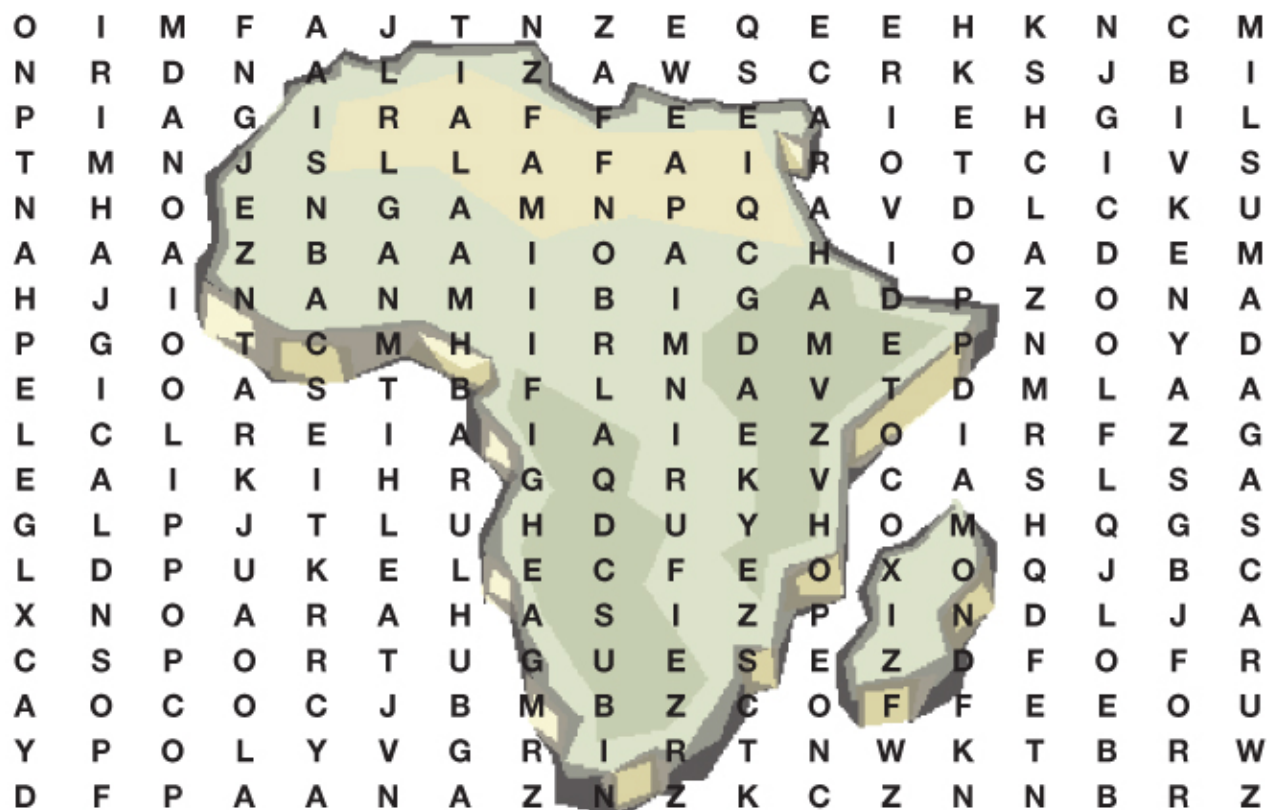 O I M F A J T N Z E Q E E H K N C M
N R D N A L I Z A W S C R K S J B I
P I A G I R A F F E E A I E H G I L
T M N J S L L A F A I R O T C I V S
N H O E N G A M N P Q A V D L C K U
A A A Z B A A I O A C H I O A D E M
H J I N A N M I B I G A D P Z O N A
P G O T C M H I R M D M E P N O Y D
E I O A S T B F L N A V T D M L A A
L C L R E I A I A I E Z O I R F Z G
E A I K I H R G Q R K V C A S L S A
G L P J T L U H D U Y H O M H Q G S
L D P U K E L E C F E O X O Q J B C
X N O A R A H A S I Z P I N D L J A
C S P O R T U G U E S E Z D F O F R
A O C O C J B M B Z C O F F E E O U
Y P O L Y V G R I R T N W K T B R W
D F P A A N A Z N Z K C Z N N B R Z